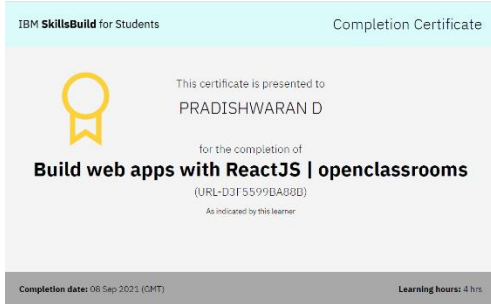 IBM SkillsBuild for Students
Completion Certificate
This certificate is presented to
PRADISHWARAN D
for the completion of
Build web apps with ReactJS | openclassrooms
(URL-D3F5599BA88B)
As indicated by this learner
Completion date: 08 Sep 2021 (GMT)
Learning hours: 4 hrs